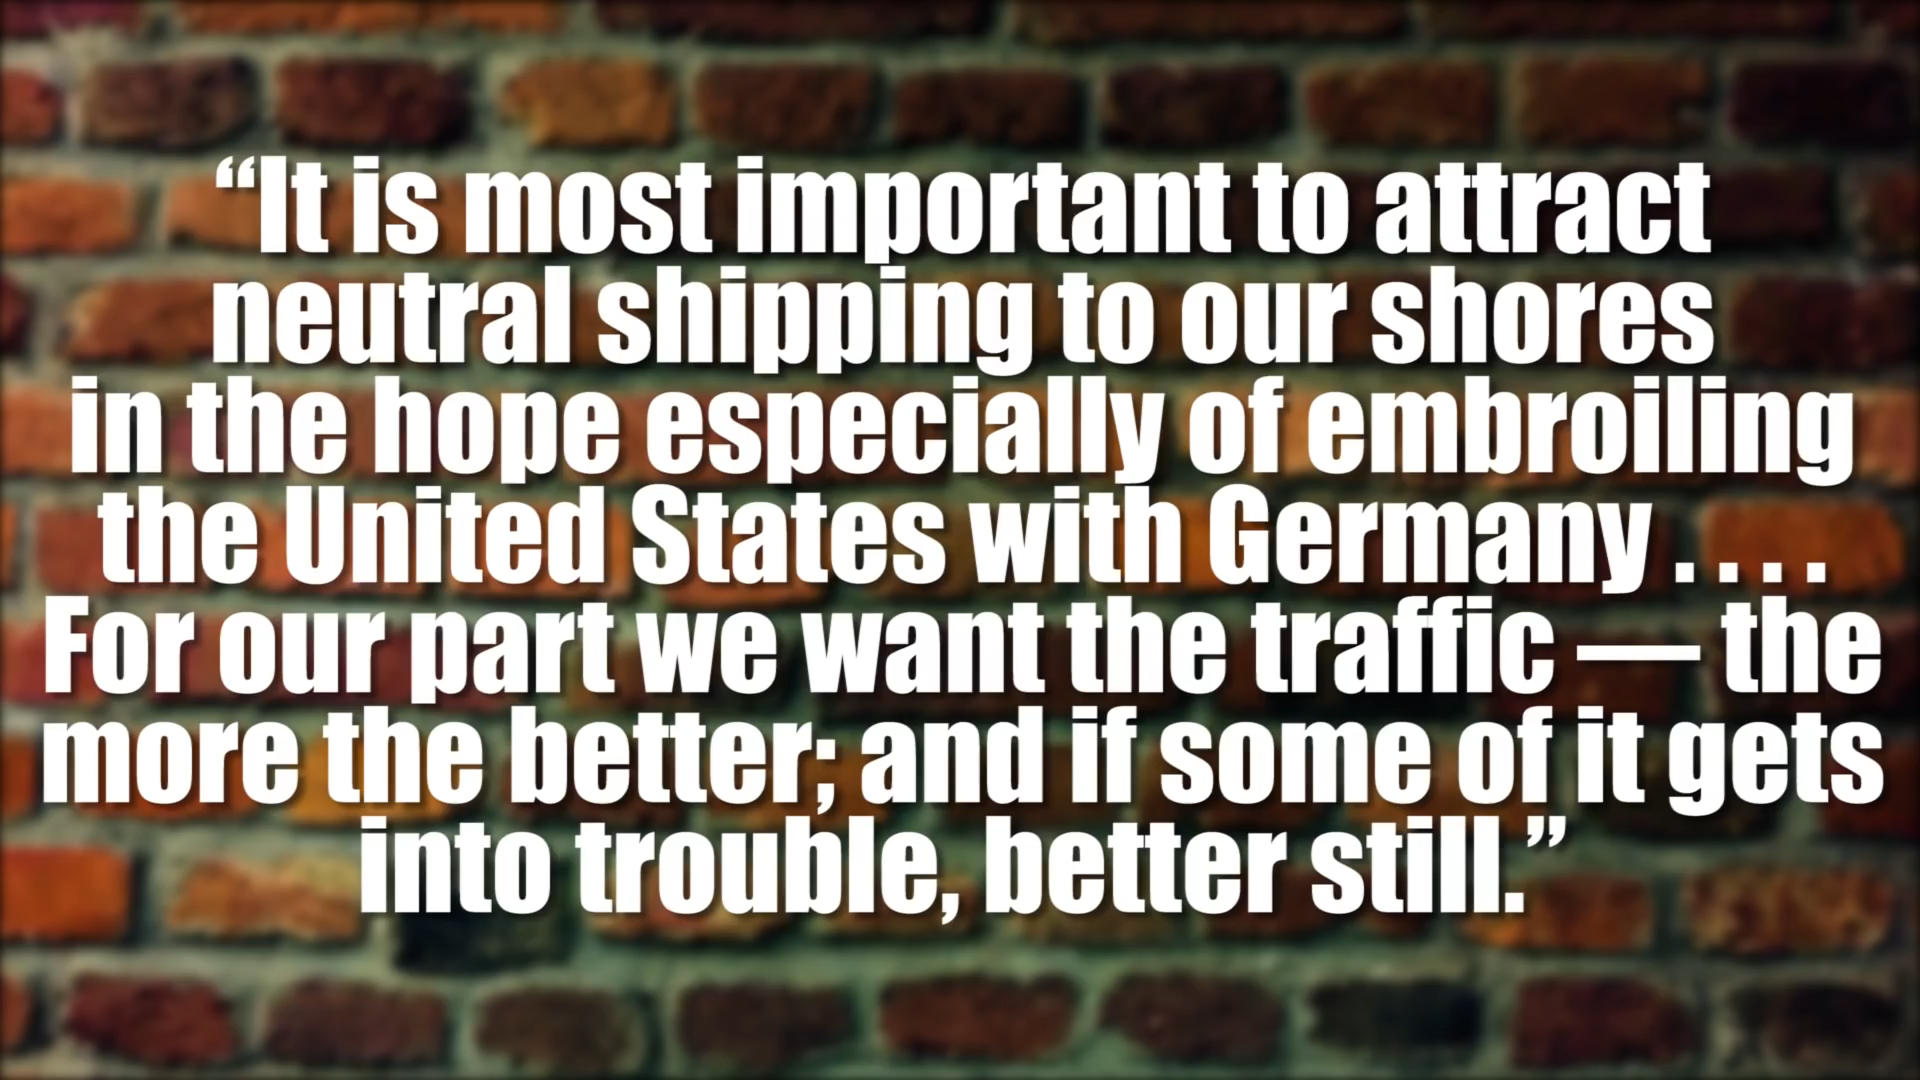 “It is most important to attract
neutral shipping to our shores
in the hope especially of embroiling
the United States with Germany . . . .
For our part we want the traffic — the
more the better; and if some of it gets
into trouble, better still.”